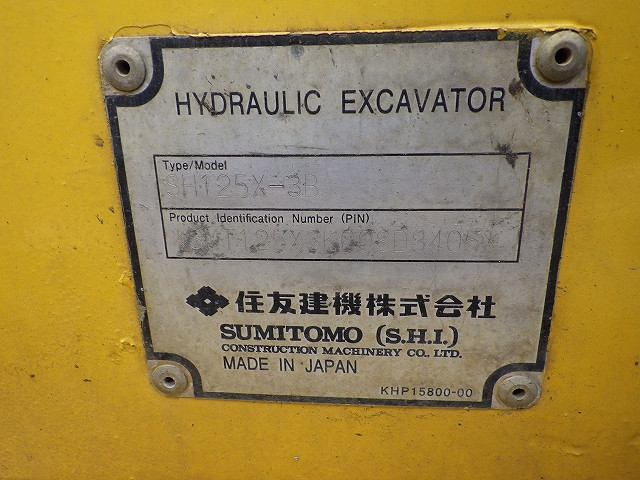 HYDRAULIC EXCAVATOR
Type/Model
SH125X-3B
Product Identification Number (PIN)
住友建機株式会社
SUMITOMO (S.H.I.)
CONSTRUCTION MACHINERY CO., LTD.
MADE IN JAPAN
KHP15800-00